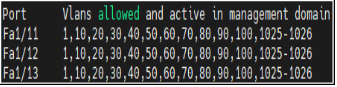 Port Vlans allowed and active in management domain
Fa1/11 1,10,20,30,40,50,60,70,80,90,100,1025-1026
Fa1/12 1,10,20,30,40,50,60,70,80,90,100,1025-1026
Fa1/13 1,10,20,30,40,50,60,70,80,90,100,1025-1026